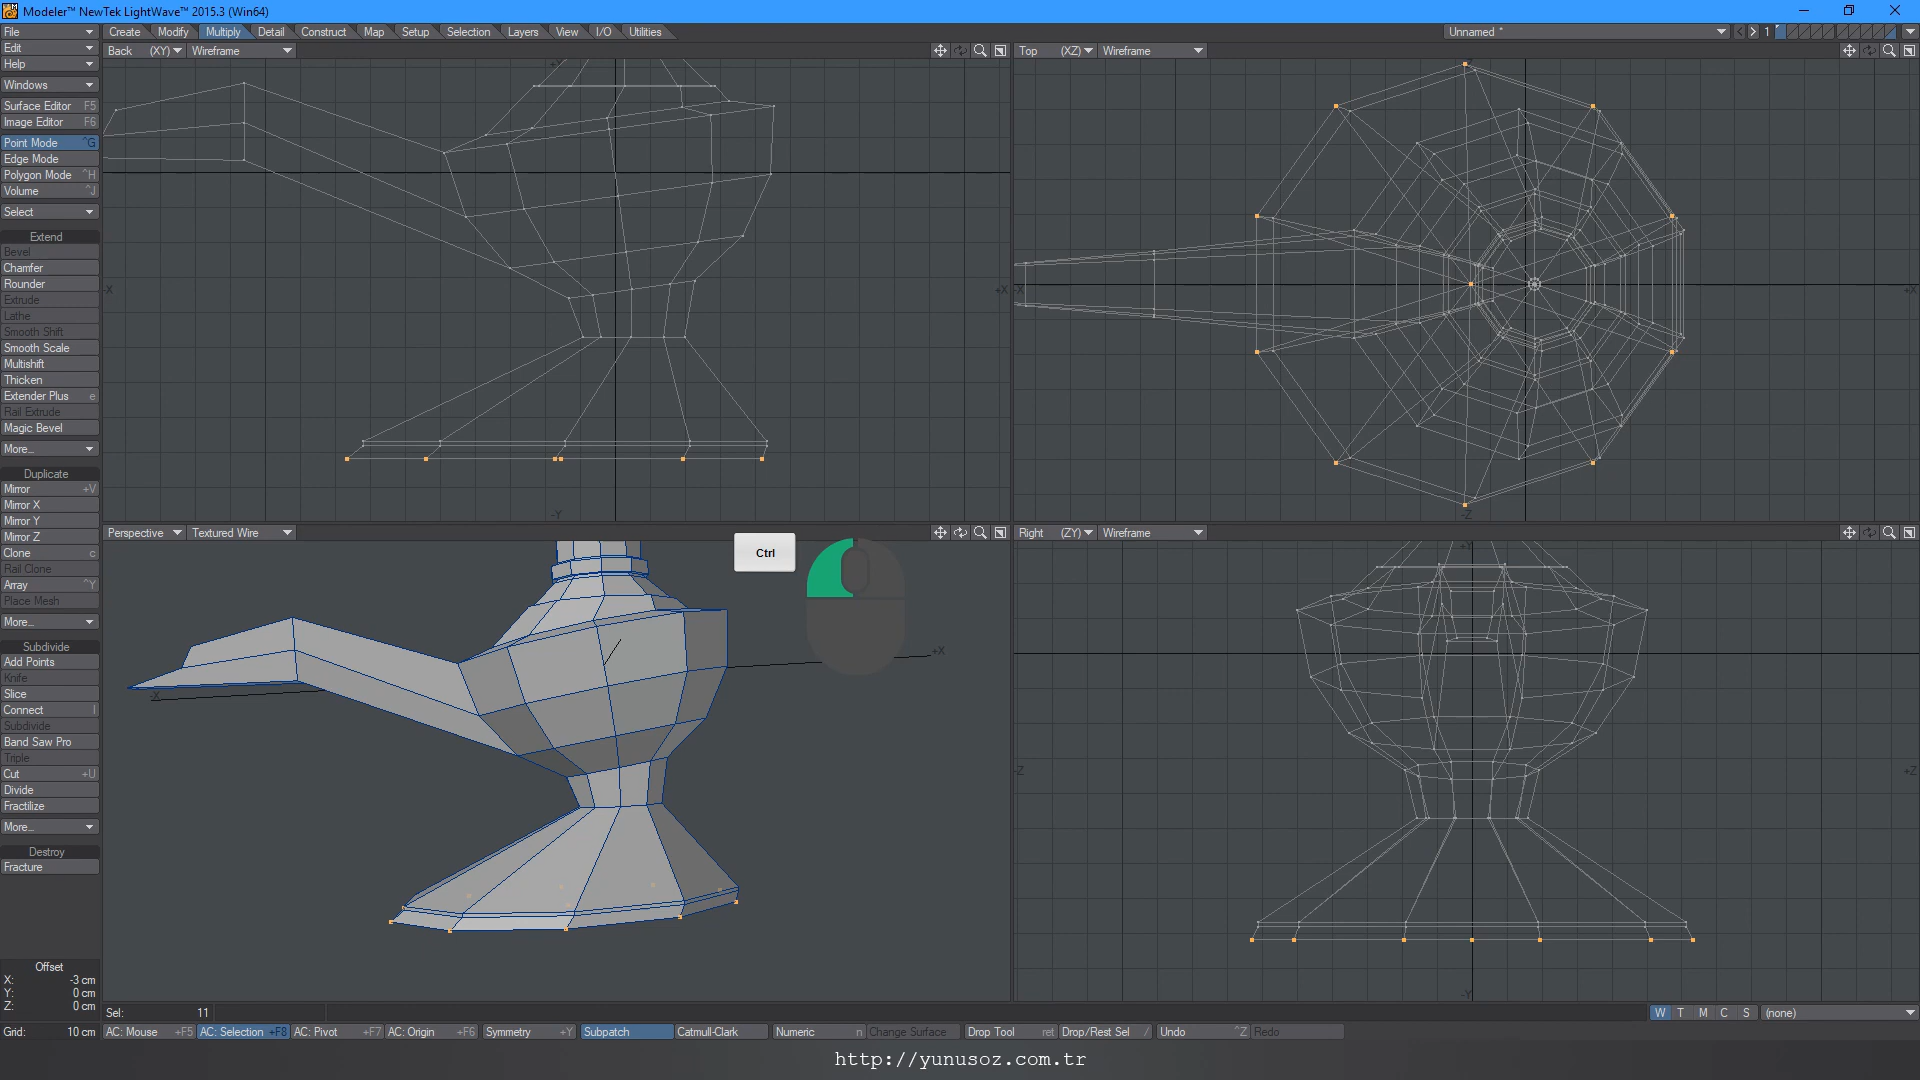 Modeler™ NewTek LightWave™ 2015.3 (Win64)
File Create Modify Multiply Detail Construct Map Setup Selection Layers View I/O Utilities Unnamed * 1
Edit
Back (XY) Wireframe
Top (XZ) Wireframe
Help
Windows
Surface Editor F5
Image Editor F6
Point Mode ^G
Edge Mode
Polygon Mode ^H
Volume ^J
Select
Extend
Bevel
Chamfer
Rounder
Extrude
Lathe
Smooth Shift
Smooth Scale
Multishift
Thicken
Extender Plus e
Rail Extrude
Magic Bevel
More...
Duplicate
Mirror +V
Mirror X
Mirror Y
Mirror Z
Clone c
Rail Clone
Array ^Y
Place Mesh
More...
Subdivide
Add Points
Knife
Slice
Connect l
Subdivide
Band Saw Pro
Triple
Cut +U
Divide
Fractilize
More...
Destroy
Fracture
-X +X
-Y
-X +X
-Z
Perspective Textured Wire
Right (ZY) Wireframe
Ctrl
+X
-X
+Y
-Z +Z
-Y
Offset
X: -3 cm
Y: 0 cm
Z: 0 cm
Sel: 11
W T M C S (none)
Grid: 10 cm AC: Mouse +F5 AC: Selection +F8 AC: Pivot +F7 AC: Origin +F6 Symmetry +Y Subpatch Catmull-Clark Numeric n Change Surface Drop Tool ret Drop/Rest Sel / Undo ^Z Redo
http://yunusoz.com.tr